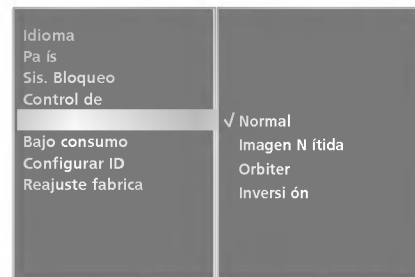 Idioma
Pa ís
Sis. Bloqueo
Control de
Bajo consumo
Configurar ID
Reajuste fabrica
√ Normal
Imagen N ítida
Orbiter
Inversi ón